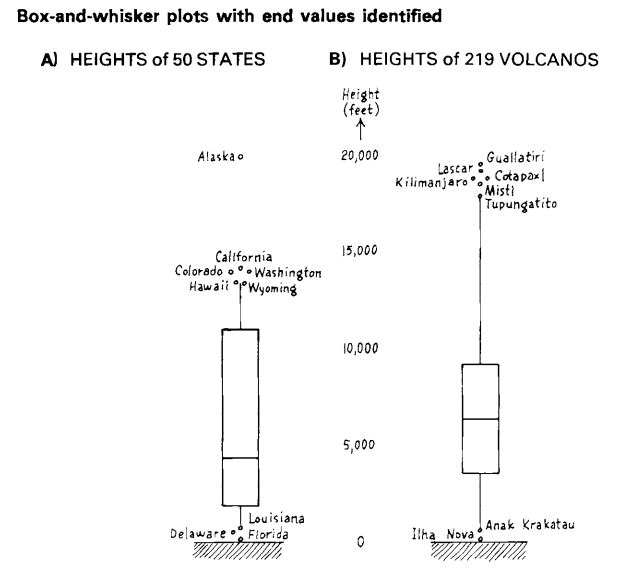 Box-and-whisker plots with end values identified
A) HEIGHTS of 50 STATES
B) HEIGHTS of 219 VOLCANOS
Height
(feet)
Alaska
20,000
Guallatiri
Lascar
Cotapaxl
Kilimanjaro
Misti
Tupungatito
15,000
California
Colorado
Washington
Hawaii
Wyoming
10,000
5,000
Louisiana
Delaware
Florida
0
Ilha Nova
Anak Krakatau